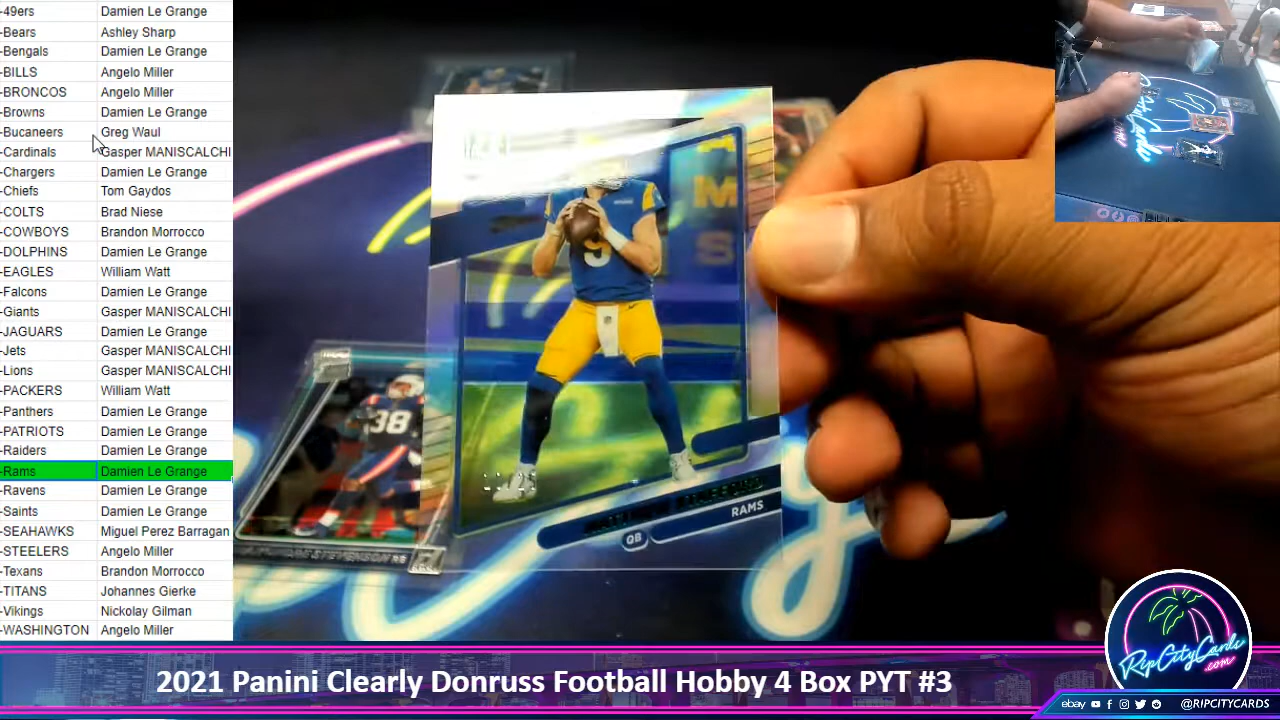 -49ers Damien Le Grange
-Bears Ashley Sharp
-Bengals Damien Le Grange
-BILLS Angelo Miller
-BRONCOS Angelo Miller
-Browns Damien Le Grange
-Bucaneers Greg Waul
-Cardinals Gasper MANISCALCHI
-Chargers Damien Le Grange
-Chiefs Tom Gaydos
-COLTS Brad Niese
-COWBOYS Brandon Morrocco
-DOLPHINS Damien Le Grange
-EAGLES William Watt
-Falcons Damien Le Grange
-Giants Gasper MANISCALCHI
-JAGUARS Damien Le Grange
-Jets Gasper MANISCALCHI
-Lions Gasper MANISCALCHI
-PACKERS William Watt
-Panthers Damien Le Grange
-PATRIOTS Damien Le Grange
-Raiders Damien Le Grange
-Rams Damien Le Grange
-Ravens Damien Le Grange
-Saints Damien Le Grange
-SEAHAWKS Miguel Perez Barragan
-STEELERS Angelo Miller
-Texans Brandon Morrocco
-TITANS Johannes Gierke
-Vikings Nickolay Gilman
-WASHINGTON Angelo Miller
M
S
9
38
QB
RAMS
2021 Panini Clearly Donruss Football Hobby 4 Box PYT #3
RipCityCards
.com
ebay
@RIPCITYCARDS